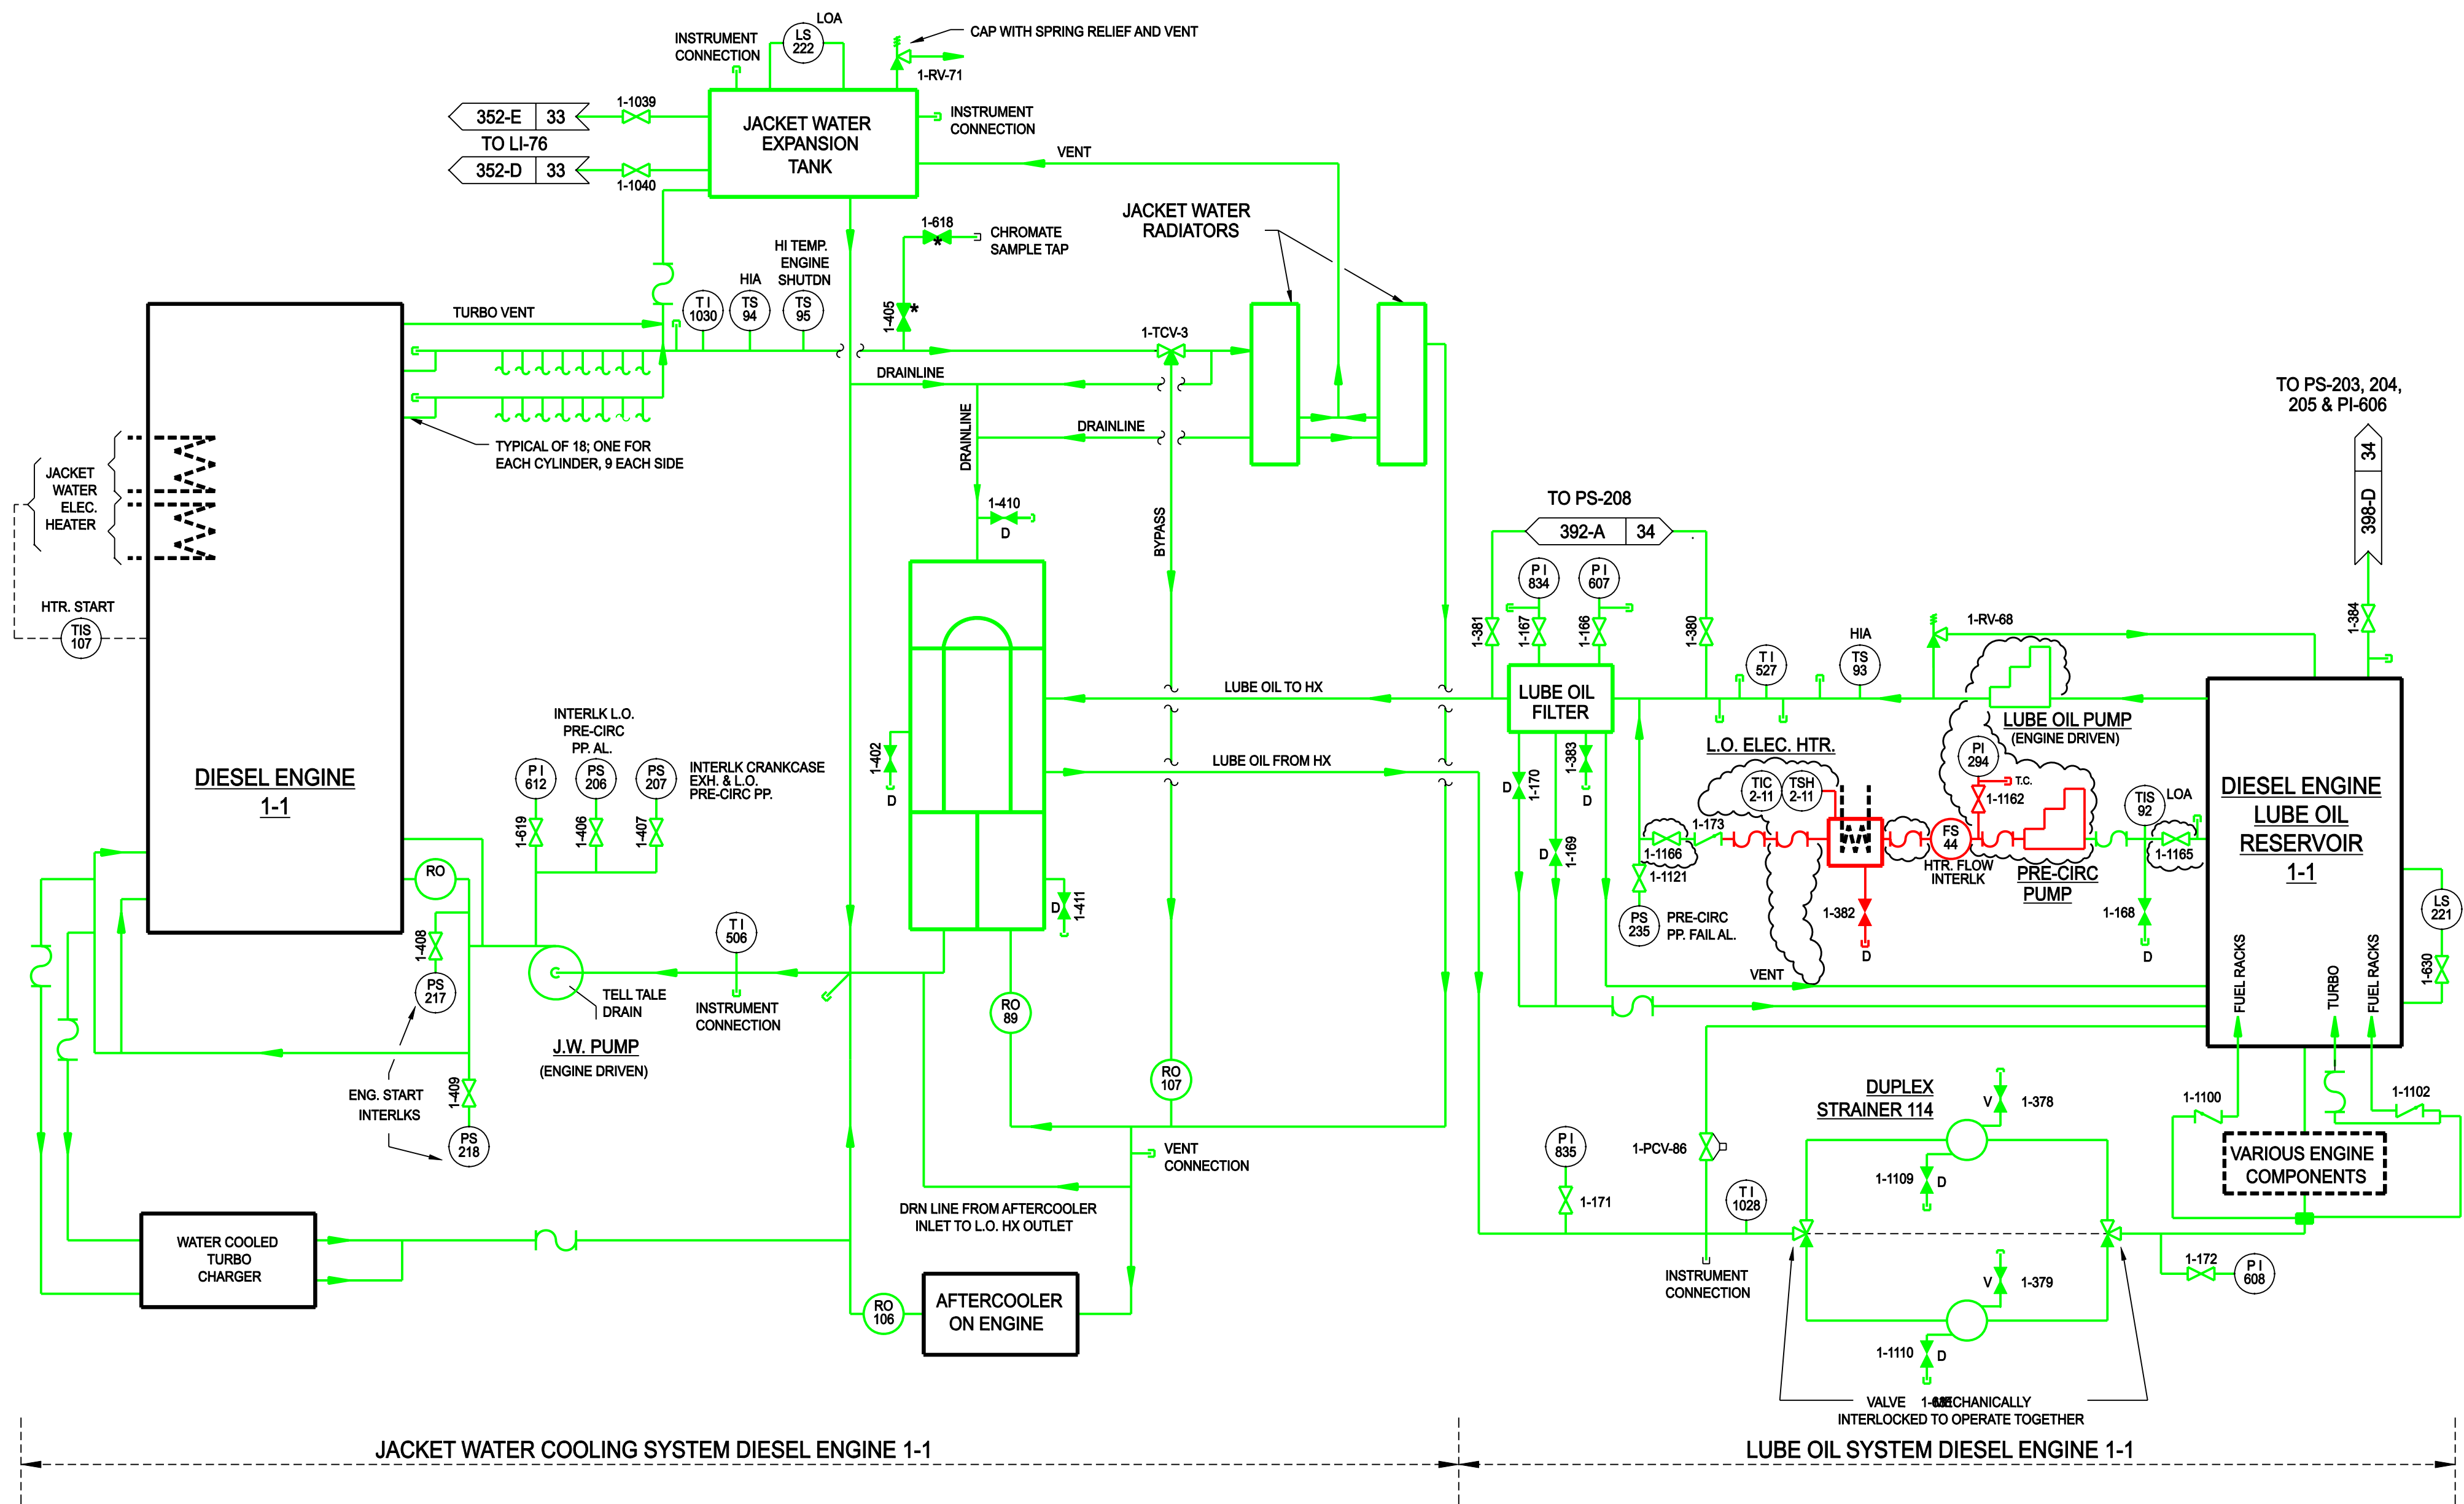 LOA
LS
222
INSTRUMENT
CONNECTION
CAP WITH SPRING RELIEF AND VENT
1-RV-71
1-1039
352-E 33
TO LI-76
352-D 33
1-1040
JACKET WATER
EXPANSION
TANK
INSTRUMENT
CONNECTION
VENT
JACKET WATER
RADIATORS
1-618
*
CHROMATE
SAMPLE TAP
HI TEMP.
ENGINE
SHUTDN
HIA
T I
1030
TS
94
TS
95
1-405
*
TURBO VENT
1-TCV-3
DRAINLINE
DRAINLINE
DRAINLINE
TYPICAL OF 18; ONE FOR
EACH CYLINDER, 9 EACH SIDE
JACKET
WATER
ELEC.
HEATER
HTR. START
TIS
107
DIESEL ENGINE
1-1
1-410
D
BYPASS
INTERLK L.O.
PRE-CIRC
PP. AL.
P I
612
PS
206
PS
207
INTERLK CRANKCASE
EXH. & L.O.
PRE-CIRC PP.
1-619
1-406
1-407
1-402
D
LUBE OIL TO HX
LUBE OIL FROM HX
D
1-411
RO
1-408
PS
217
TELL TALE
DRAIN
J.W. PUMP
(ENGINE DRIVEN)
T I
506
INSTRUMENT
CONNECTION
RO
89
RO
107
1-409
ENG. START
INTERLKS
PS
218
VENT
CONNECTION
DRN LINE FROM AFTERCOOLER
INLET TO L.O. HX OUTLET
WATER COOLED
TURBO
CHARGER
RO
106
AFTERCOOLER
ON ENGINE
TO PS-208
392-A 34
P I
834
P I
607
1-381
1-167
1-166
1-380
LUBE OIL
FILTER
T I
527
HIA
TS
93
1-RV-68
TO PS-203, 204,
205 & PI-606
398-D 34
1-384
LUBE OIL PUMP
(ENGINE DRIVEN)
L.O. ELEC. HTR.
PI
294
T.C.
1-1162
TIC
2-11
TSH
2-11
TIS
92
LOA
D
1-170
1-383
D
D
1-169
1-173
1-1166
1-1121
FS
44
HTR. FLOW
INTERLK
PRE-CIRC
PUMP
1-1165
PS
235
PRE-CIRC
PP. FAIL AL.
1-382
D
1-168
D
VENT
DIESEL ENGINE
LUBE OIL
RESERVOIR
1-1
LS
221
1-630
FUEL RACKS
TURBO
FUEL RACKS
DUPLEX
STRAINER 114
V
1-378
1-1100
1-1102
1-PCV-86
P I
835
1-171
T I
1028
1-1109
D
VARIOUS ENGINE
COMPONENTS
INSTRUMENT
CONNECTION
V
1-379
1-172
P I
608
1-1110
D
VALVE MECHANICALLY
INTERLOCKED TO OPERATE TOGETHER
JACKET WATER COOLING SYSTEM DIESEL ENGINE 1-1
LUBE OIL SYSTEM DIESEL ENGINE 1-1